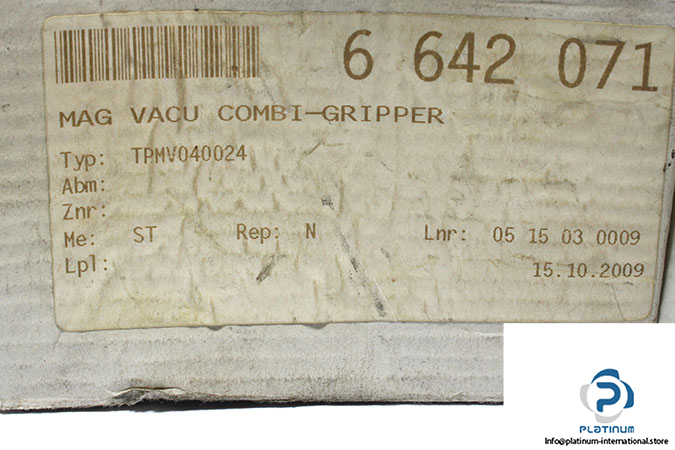 6 642 071
MAG VACU COMBI-GRIPPER
Typ: TPMV040024
Abm:
Znr:
Me: ST Rep: N Lnr: 05 15 03 0009
Lpl: 15.10.2009
PLATINUM
Info@platinum-international.store